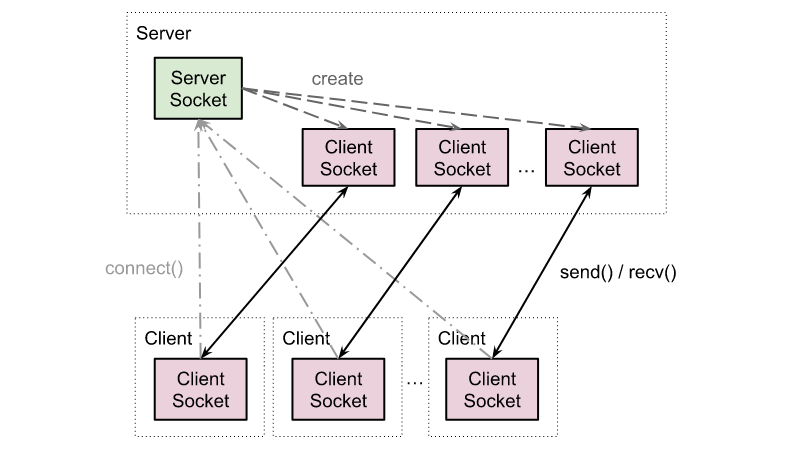 Server
Server
Socket
create
Client
Socket
Client
Socket
...
Client
Socket
connect()
send() / recv()
Client
Client
Socket
Client
Client
Socket
...
Client
Client
Socket